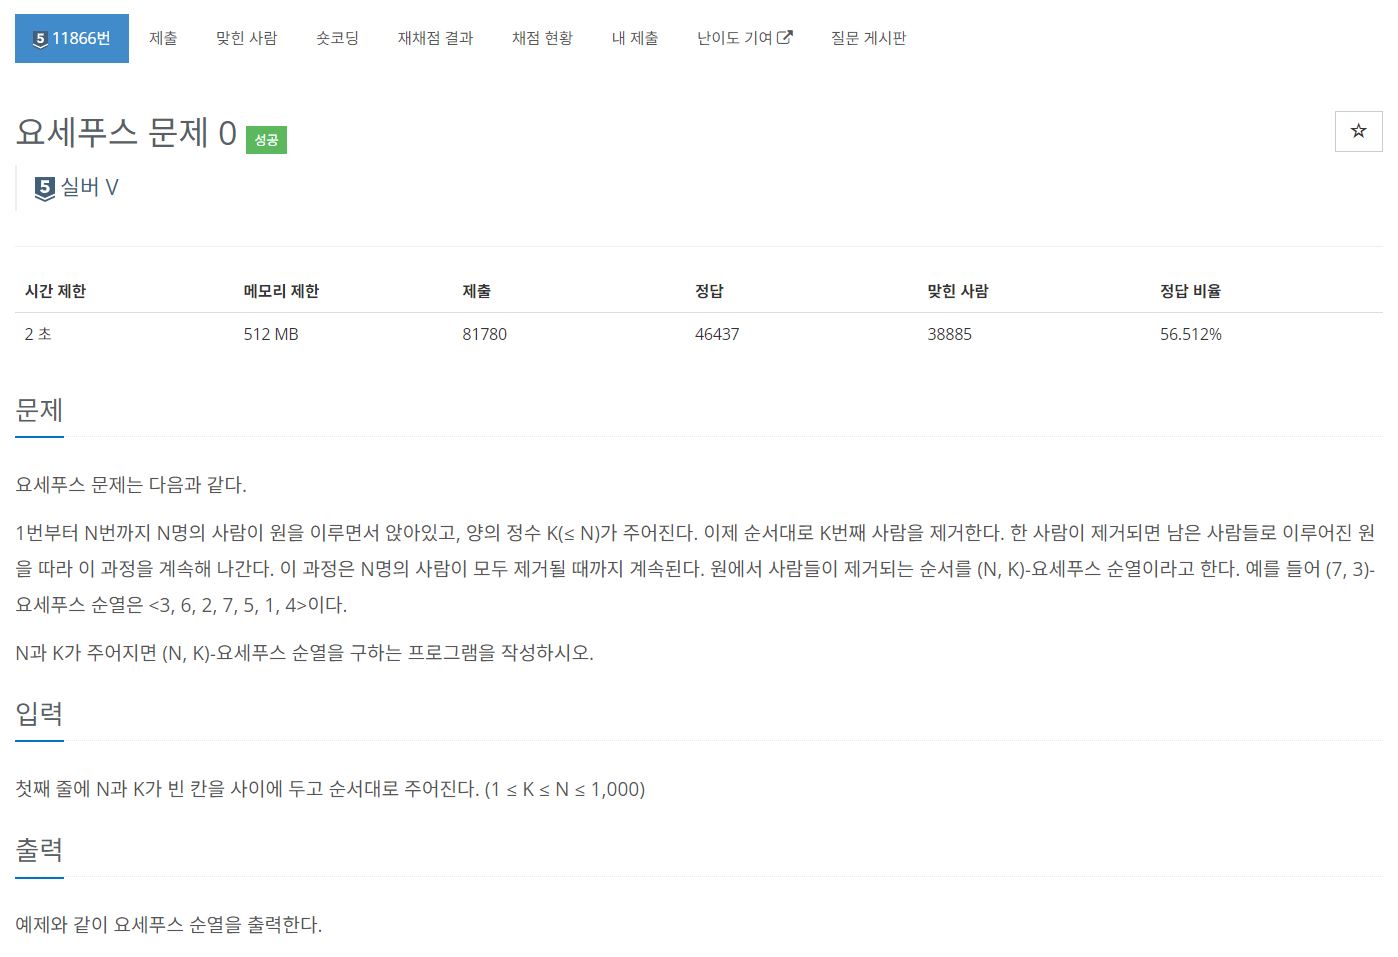 5 11866번 제출 맞힌 사람 숏코딩 재채점 결과 채점 현황 내 제출 난이도 기여 질문 게시판
요세푸스 문제 0 성공
5 실버 V
시간 제한 메모리 제한 제출 정답 맞힌 사람 정답 비율
2 초 512 MB 81780 46437 38885 56.512%
문제
요세푸스 문제는 다음과 같다.
1번부터 N번까지 N명의 사람이 원을 이루면서 앉아있고, 양의 정수 K(≤ N)가 주어진다. 이제 순서대로 K번째 사람을 제거한다. 한 사람이 제거되면 남은 사람들로 이루어진 원
을 따라 이 과정을 계속해 나간다. 이 과정은 N명의 사람이 모두 제거될 때까지 계속된다. 원에서 사람들이 제거되는 순서를 (N, K)-요세푸스 순열이라고 한다. 예를 들어 (7, 3)-
요세푸스 순열은 <3, 6, 2, 7, 5, 1, 4>이다.
N과 K가 주어지면 (N, K)-요세푸스 순열을 구하는 프로그램을 작성하시오.
입력
첫째 줄에 N과 K가 빈 칸을 사이에 두고 순서대로 주어진다. (1 ≤ K ≤ N ≤ 1,000)
출력
예제와 같이 요세푸스 순열을 출력한다.